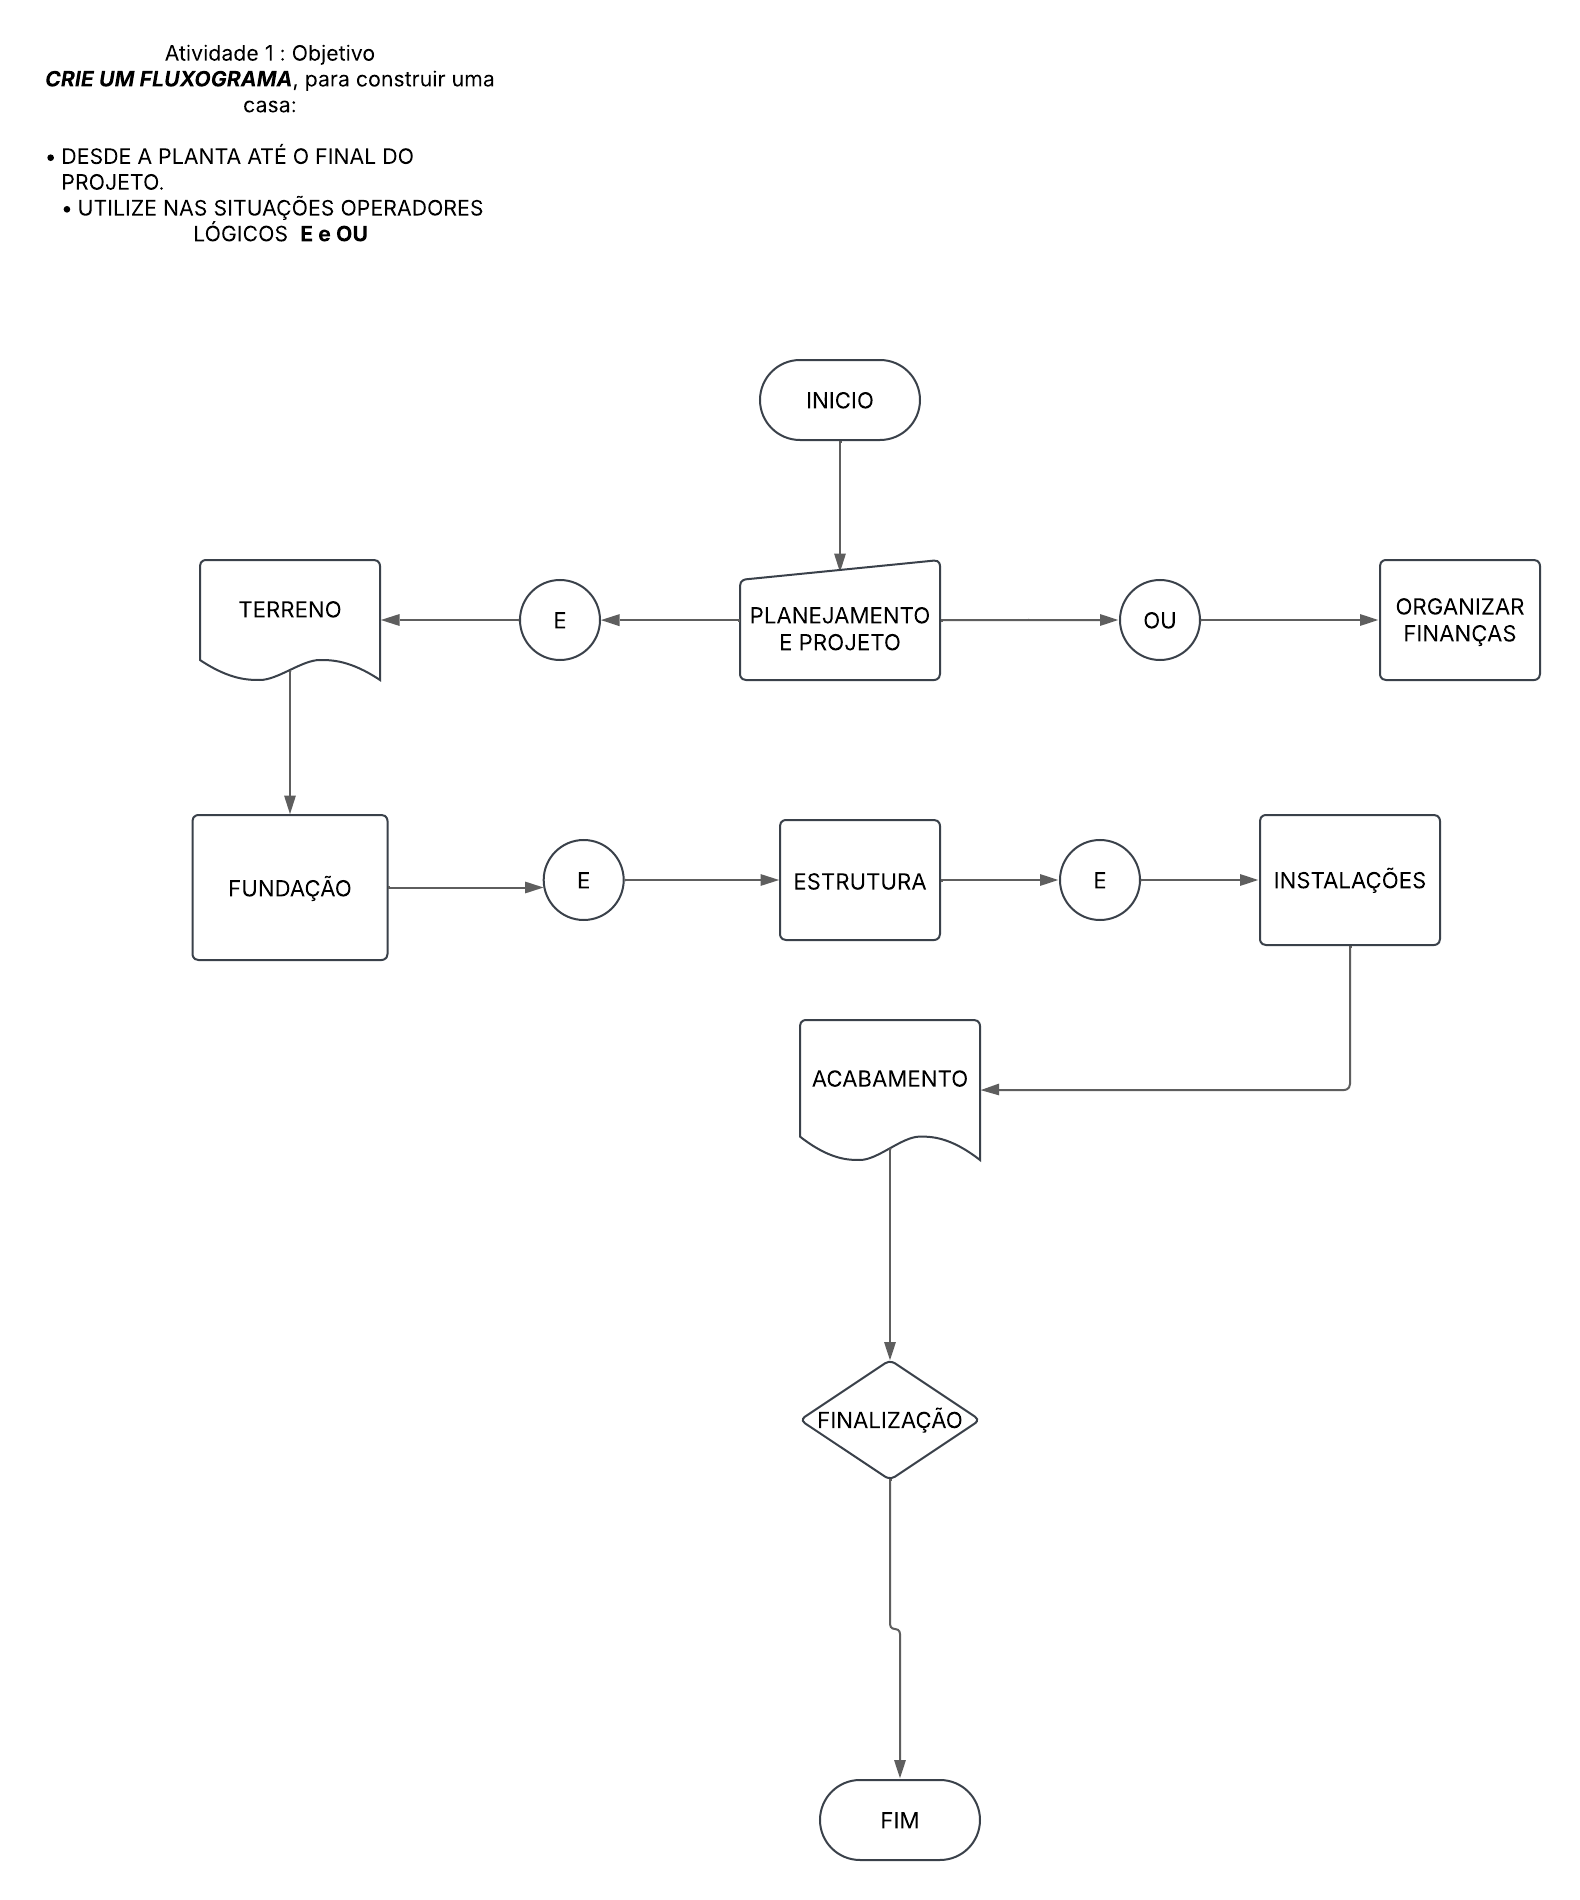 Atividade 1 : Objetivo
CRIE UM FLUXOGRAMA, para construir uma
casa:
• DESDE A PLANTA ATÉ O FINAL DO
PROJETO.
• UTILIZE NAS SITUAÇÕES OPERADORES
LÓGICOS E e OU
INICIO
TERRENO
E
PLANEJAMENTO
E PROJETO
OU
ORGANIZAR
FINANÇAS
FUNDAÇÃO
E
ESTRUTURA
E
INSTALAÇÕES
ACABAMENTO
FINALIZAÇÃO
FIM